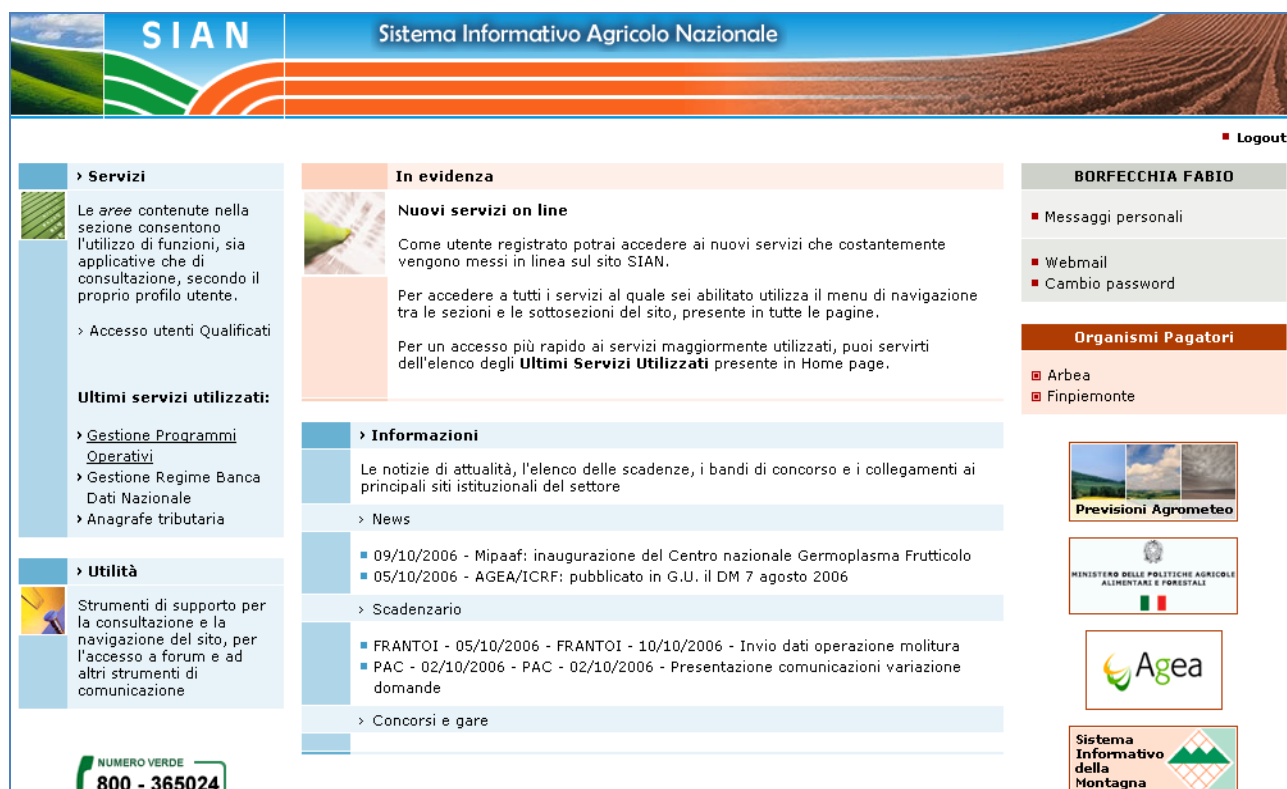 SIAN
Sistema Informativo Agricolo Nazionale
Logout
› Servizi
Le aree contenute nella
sezione consentono
l'utilizzo di funzioni, sia
applicative che di
consultazione, secondo il
proprio profilo utente.
› Accesso utenti Qualificati
Ultimi servizi utilizzati:
› Gestione Programmi
Operativi
› Gestione Regime Banca
Dati Nazionale
› Anagrafe tributaria
› Utilità
Strumenti di supporto per
la consultazione e la
navigazione del sito, per
l'accesso a forum e ad
altri strumenti di
comunicazione
NUMERO VERDE
800 - 365024
In evidenza
Nuovi servizi on line
Come utente registrato potrai accedere ai nuovi servizi che costantemente
vengono messi in linea sul sito SIAN.
Per accedere a tutti i servizi al quale sei abilitato utilizza il menu di navigazione
tra le sezioni e le sottosezioni del sito, presente in tutte le pagine.
Per un accesso più rapido ai servizi maggiormente utilizzati, puoi servirti
dell'elenco degli Ultimi Servizi Utilizzati presente in Home page.
› Informazioni
Le notizie di attualità, l'elenco delle scadenze, i bandi di concorso e i collegamenti ai
principali siti istituzionali del settore
› News
09/10/2006 - Mipaaf: inaugurazione del Centro nazionale Germoplasma Frutticolo
05/10/2006 - AGEA/ICRF: pubblicato in G.U. il DM 7 agosto 2006
› Scadenzario
FRANTOI - 05/10/2006 - FRANTOI - 10/10/2006 - Invio dati operazione molitura
PAC - 02/10/2006 - PAC - 02/10/2006 - Presentazione comunicazioni variazione
domande
› Concorsi e gare
BORFECCHIA FABIO
Messaggi personali
Webmail
Cambio password
Organismi Pagatori
Arbea
Finpiemonte
Previsioni Agrometeo
MINISTERO DELLE POLITICHE AGRICOLE
ALIMENTARI E FORESTALI
Agea
Sistema
Informativo
della
Montagna